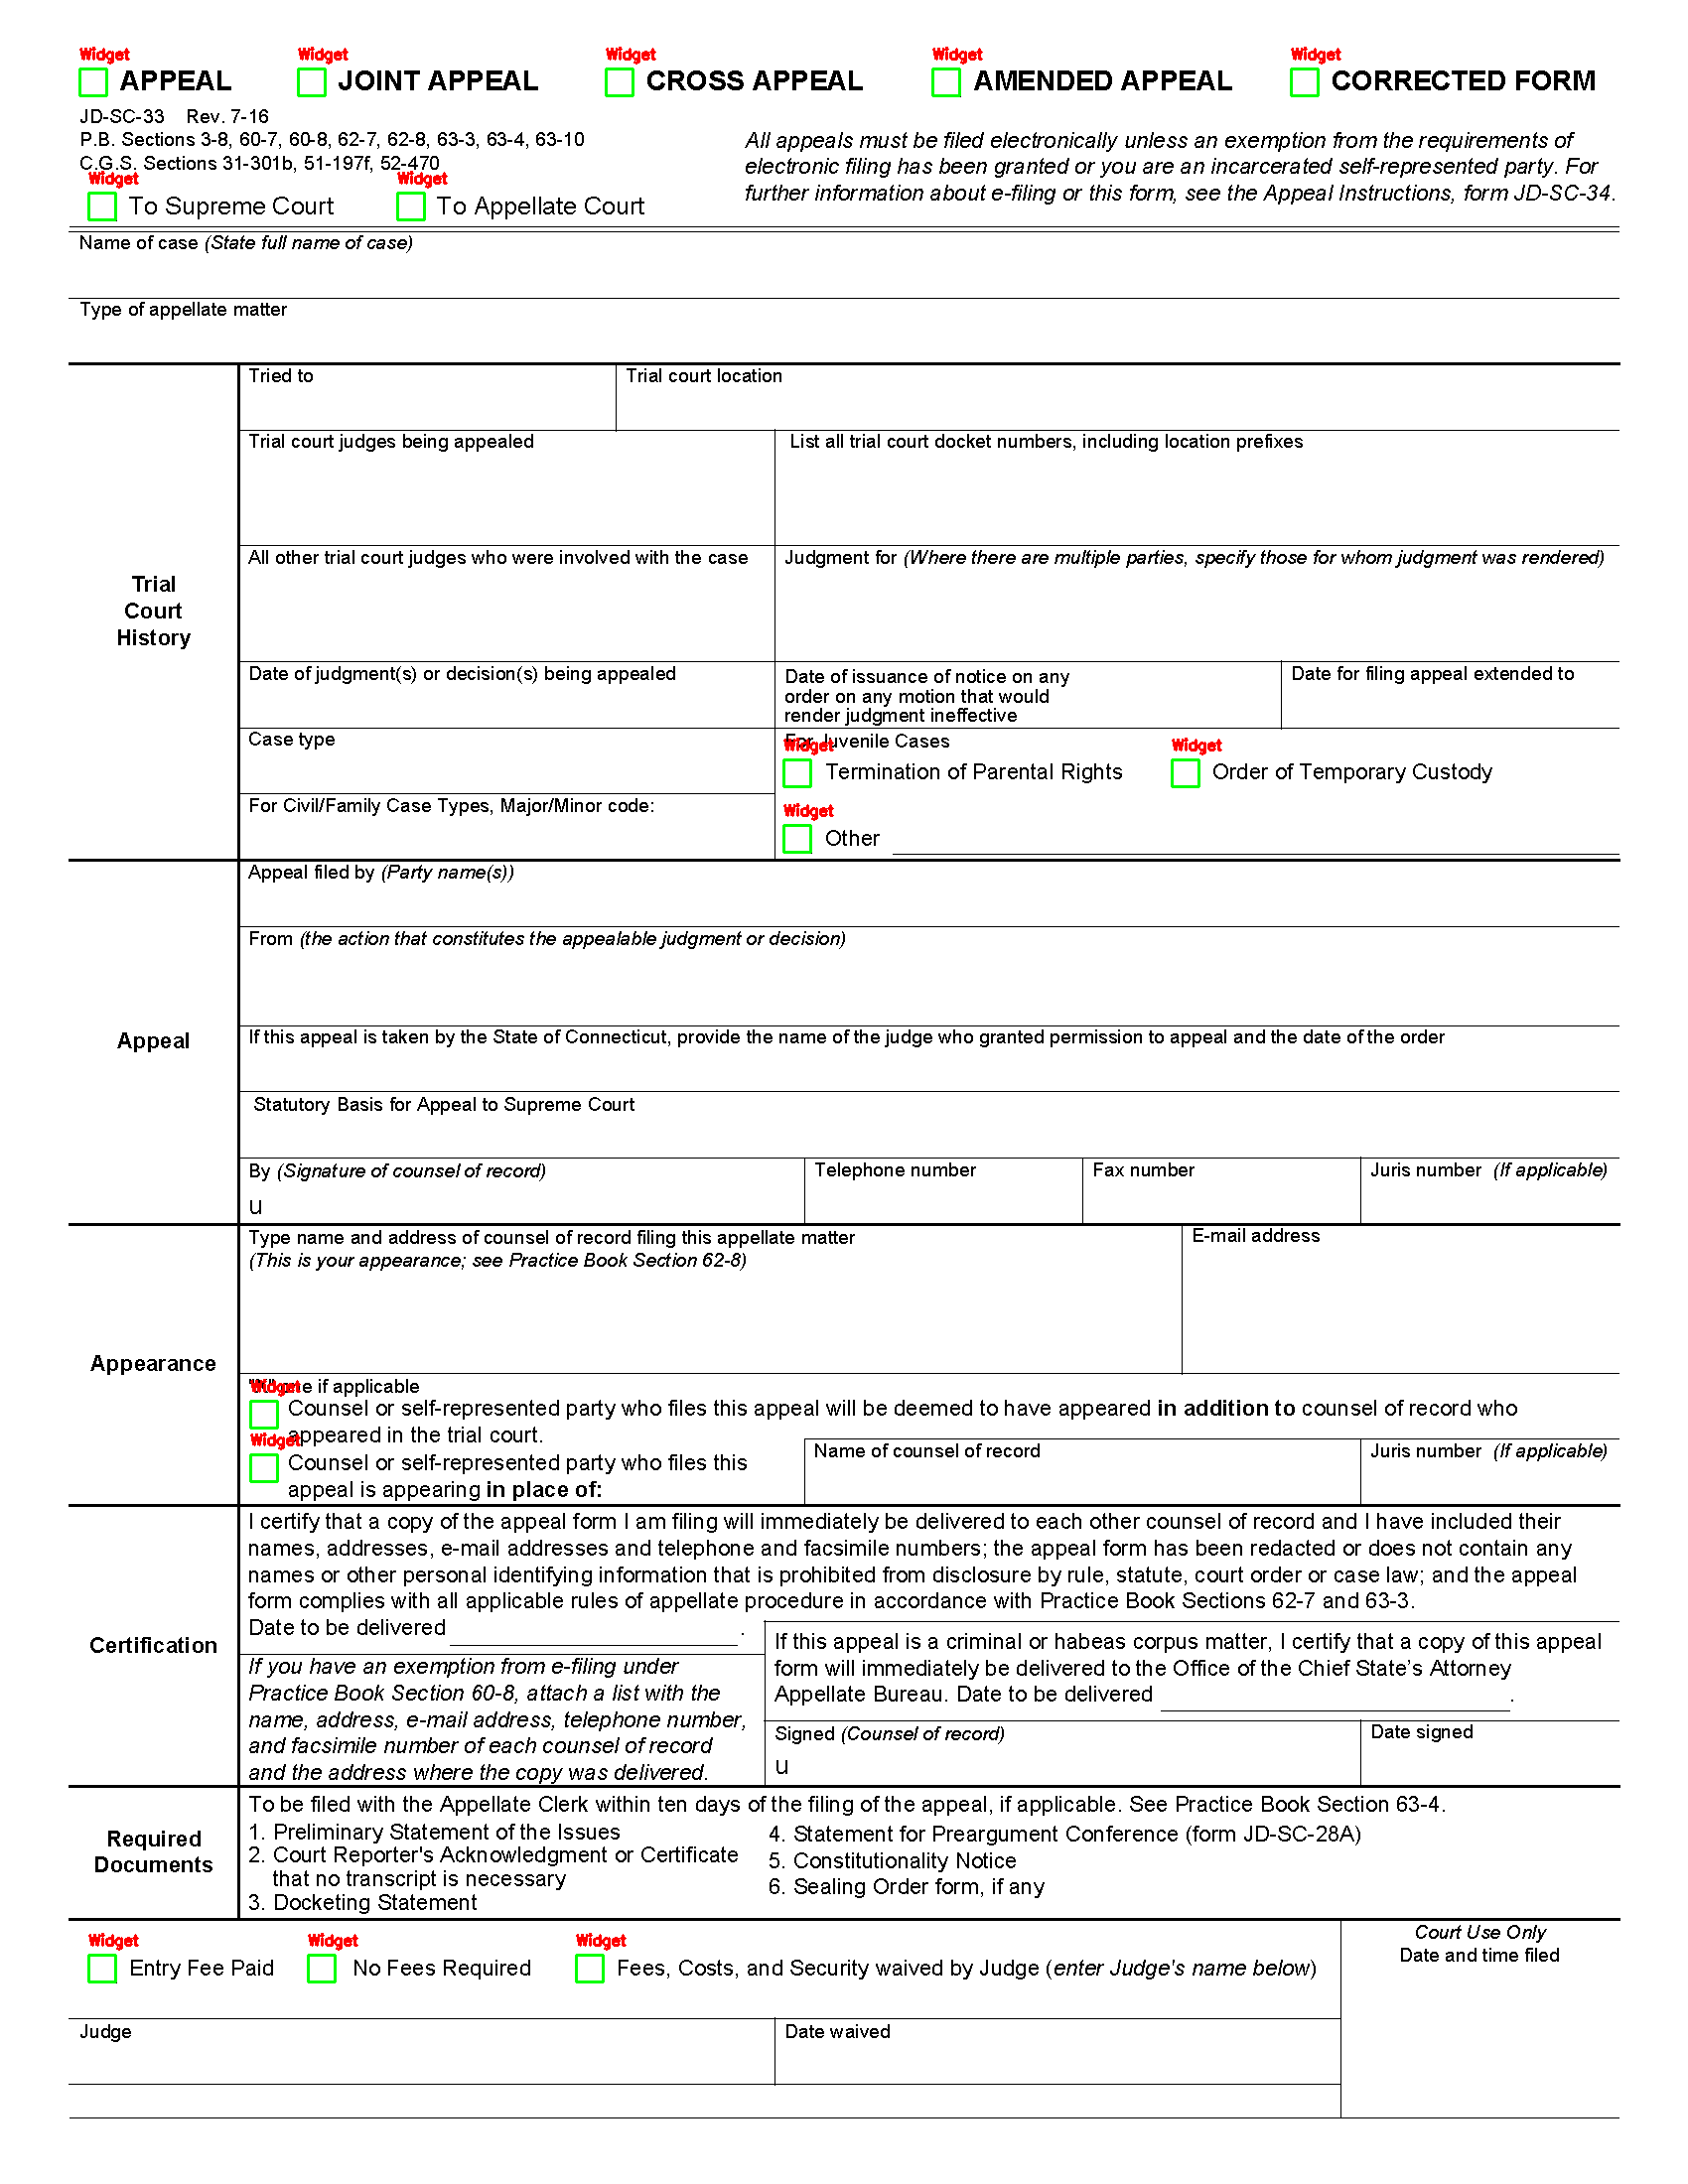 Widget Widget Widget Widget Widget
APPEAL JOINT APPEAL CROSS APPEAL AMENDED APPEAL CORRECTED FORM
JD-SC-33 Rev. 7-16
P.B. Sections 3-8, 60-7, 60-8, 62-7, 62-8, 63-3, 63-4, 63-10
C.G.S. Sections 31-301b, 51-197f, 52-470
Widget Widget
To Supreme Court To Appellate Court
All appeals must be filed electronically unless an exemption from the requirements of
electronic filing has been granted or you are an incarcerated self-represented party. For
further information about e-filing or this form, see the Appeal Instructions, form JD-SC-34.
Name of case (State full name of case)
Type of appellate matter
Trial
Court
History
Tried to
Trial court location
Trial court judges being appealed
List all trial court docket numbers, including location prefixes
All other trial court judges who were involved with the case
Judgment for (Where there are multiple parties, specify those for whom judgment was rendered)
Date of judgment(s) or decision(s) being appealed
Date of issuance of notice on any
order on any motion that would
render judgment ineffective
Date for filing appeal extended to
Case type
For Juvenile Cases
Widget Widget
Termination of Parental Rights Order of Temporary Custody
For Civil/Family Case Types, Major/Minor code:
Widget
Other
Appeal
Appeal filed by (Party name(s))
From (the action that constitutes the appealable judgment or decision)
If this appeal is taken by the State of Connecticut, provide the name of the judge who granted permission to appeal and the date of the order
Statutory Basis for Appeal to Supreme Court
By (Signature of counsel of record)
u
Telephone number
Fax number
Juris number (If applicable)
Appearance
Type name and address of counsel of record filing this appellate matter
(This is your appearance; see Practice Book Section 62-8)
E-mail address
one if applicable
Widget
Counsel or self-represented party who files this appeal will be deemed to have appeared in addition to counsel of record who
appeared in the trial court.
Widget
Counsel or self-represented party who files this
appeal is appearing in place of:
Name of counsel of record
Juris number (If applicable)
Certification
I certify that a copy of the appeal form I am filing will immediately be delivered to each other counsel of record and I have included their
names, addresses, e-mail addresses and telephone and facsimile numbers; the appeal form has been redacted or does not contain any
names or other personal identifying information that is prohibited from disclosure by rule, statute, court order or case law; and the appeal
form complies with all applicable rules of appellate procedure in accordance with Practice Book Sections 62-7 and 63-3.
Date to be delivered .
If you have an exemption from e-filing under
Practice Book Section 60-8, attach a list with the
name, address, e-mail address, telephone number,
and facsimile number of each counsel of record
and the address where the copy was delivered.
If this appeal is a criminal or habeas corpus matter, I certify that a copy of this appeal
form will immediately be delivered to the Office of the Chief State’s Attorney
Appellate Bureau. Date to be delivered .
Signed (Counsel of record)
u
Date signed
Required
Documents
To be filed with the Appellate Clerk within ten days of the filing of the appeal, if applicable. See Practice Book Section 63-4.
1. Preliminary Statement of the Issues
2. Court Reporter's Acknowledgment or Certificate
that no transcript is necessary
3. Docketing Statement
4. Statement for Preargument Conference (form JD-SC-28A)
5. Constitutionality Notice
6. Sealing Order form, if any
Widget Widget Widget
Entry Fee Paid No Fees Required Fees, Costs, and Security waived by Judge (enter Judge's name below)
Court Use Only
Date and time filed
Judge
Date waived